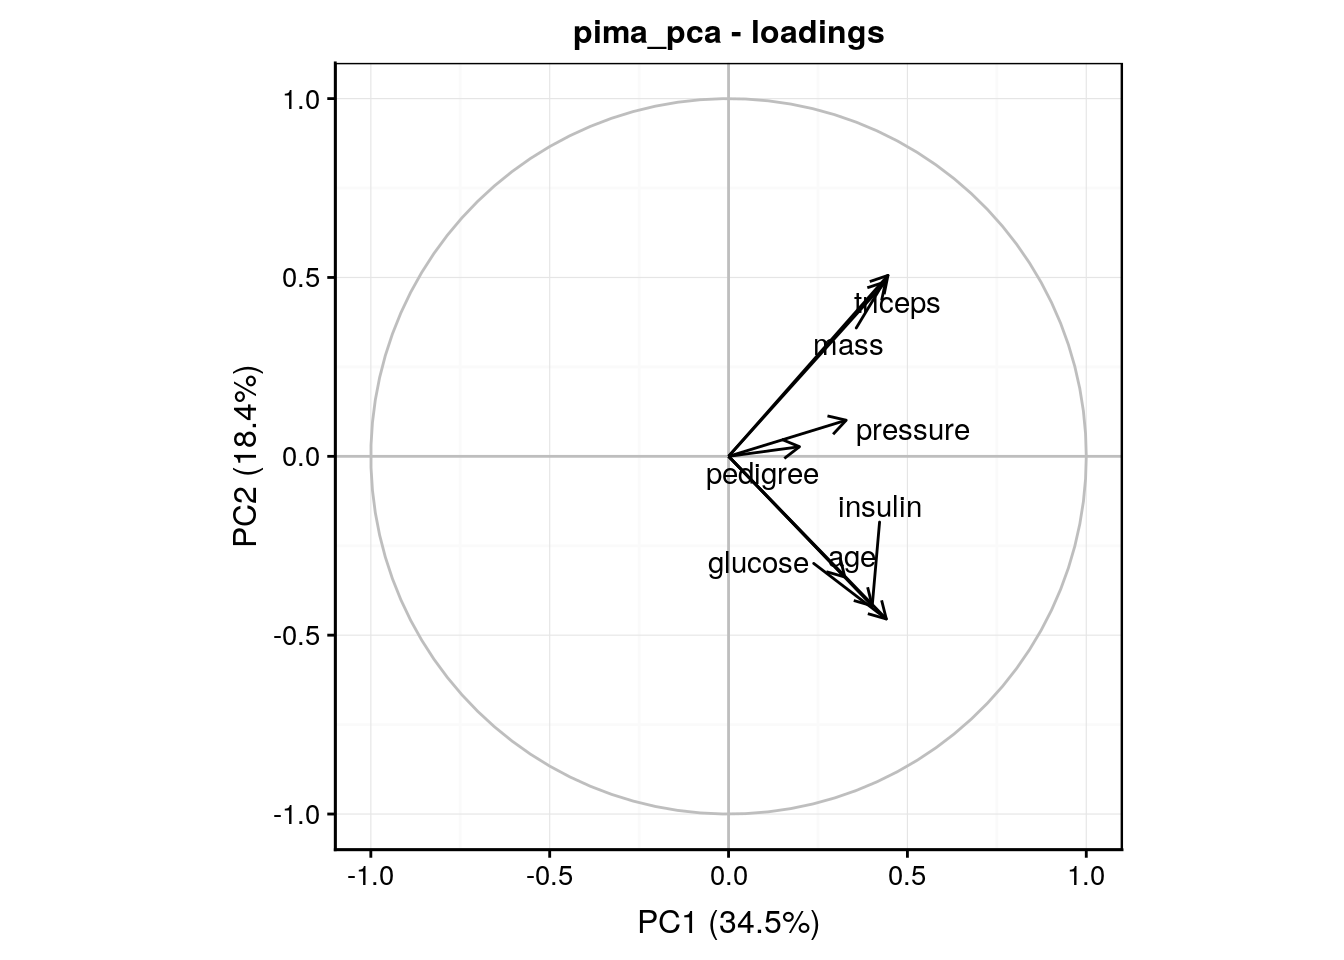 pima_pca - loadings
1.0
0.5
0.0
-0.5
-1.0
PC2 (18.4%)
triceps
mass
pressure
pedigree
insulin
age
glucose
-1.0 -0.5 0.0 0.5 1.0
PC1 (34.5%)